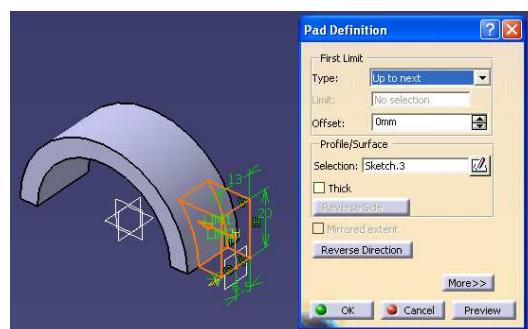 Pad Definition
First Limit
Type: Up to next
Limit: No selection
Offset: 0mm
Profile/Surface
Selection: Sketch.3
Thick
Reverse Side
Mirrored extent
Reverse Direction
More>>
OK Cancel Preview
13
20